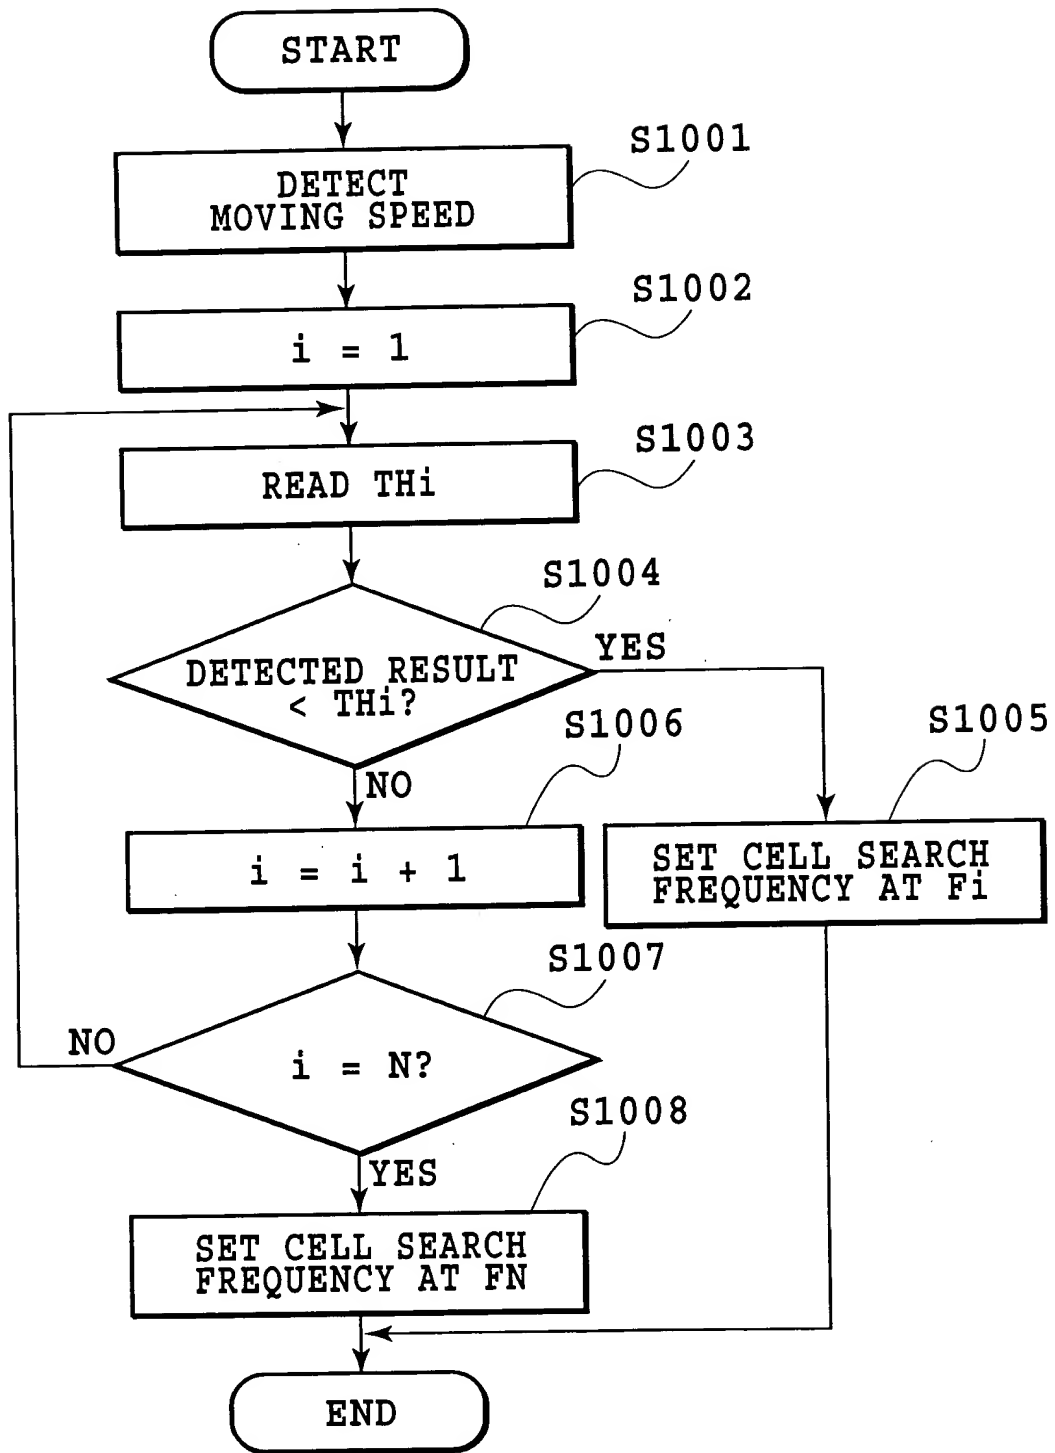 START
S1001
DETECT
MOVING SPEED
S1002
i = 1
S1003
READ THi
S1004
YES
DETECTED RESULT
< THi?
S1006
S1005
NO
i = i + 1
SET CELL SEARCH
FREQUENCY AT Fi
S1007
NO
i = N?
S1008
YES
SET CELL SEARCH
FREQUENCY AT FN
END